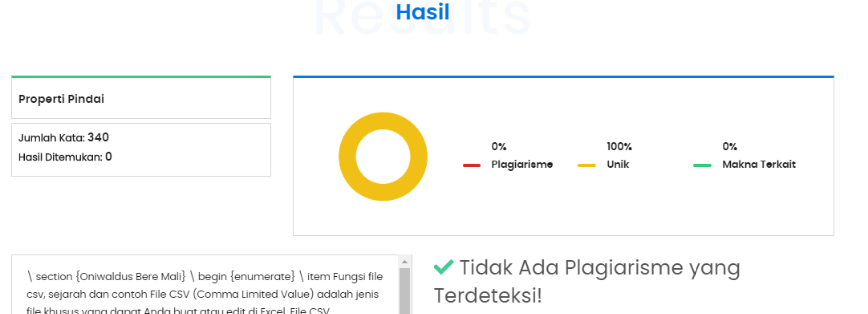 Results
Hasil
Properti Pindai
Jumlah Kata: 340
Hasil Ditemukan: 0
0% 100% 0%
Plagiarisme Unik Makna Terkait
\ section {Oniwaldus Bere Mali} \ begin {enumerate} \ item Fungsi file
csv, sejarah dan contoh File CSV (Comma Limited Value) adalah jenis
file khusus yang dapat Anda buat atau edit di Excel. File CSV
Tidak Ada Plagiarisme yang
Terdeteksi!